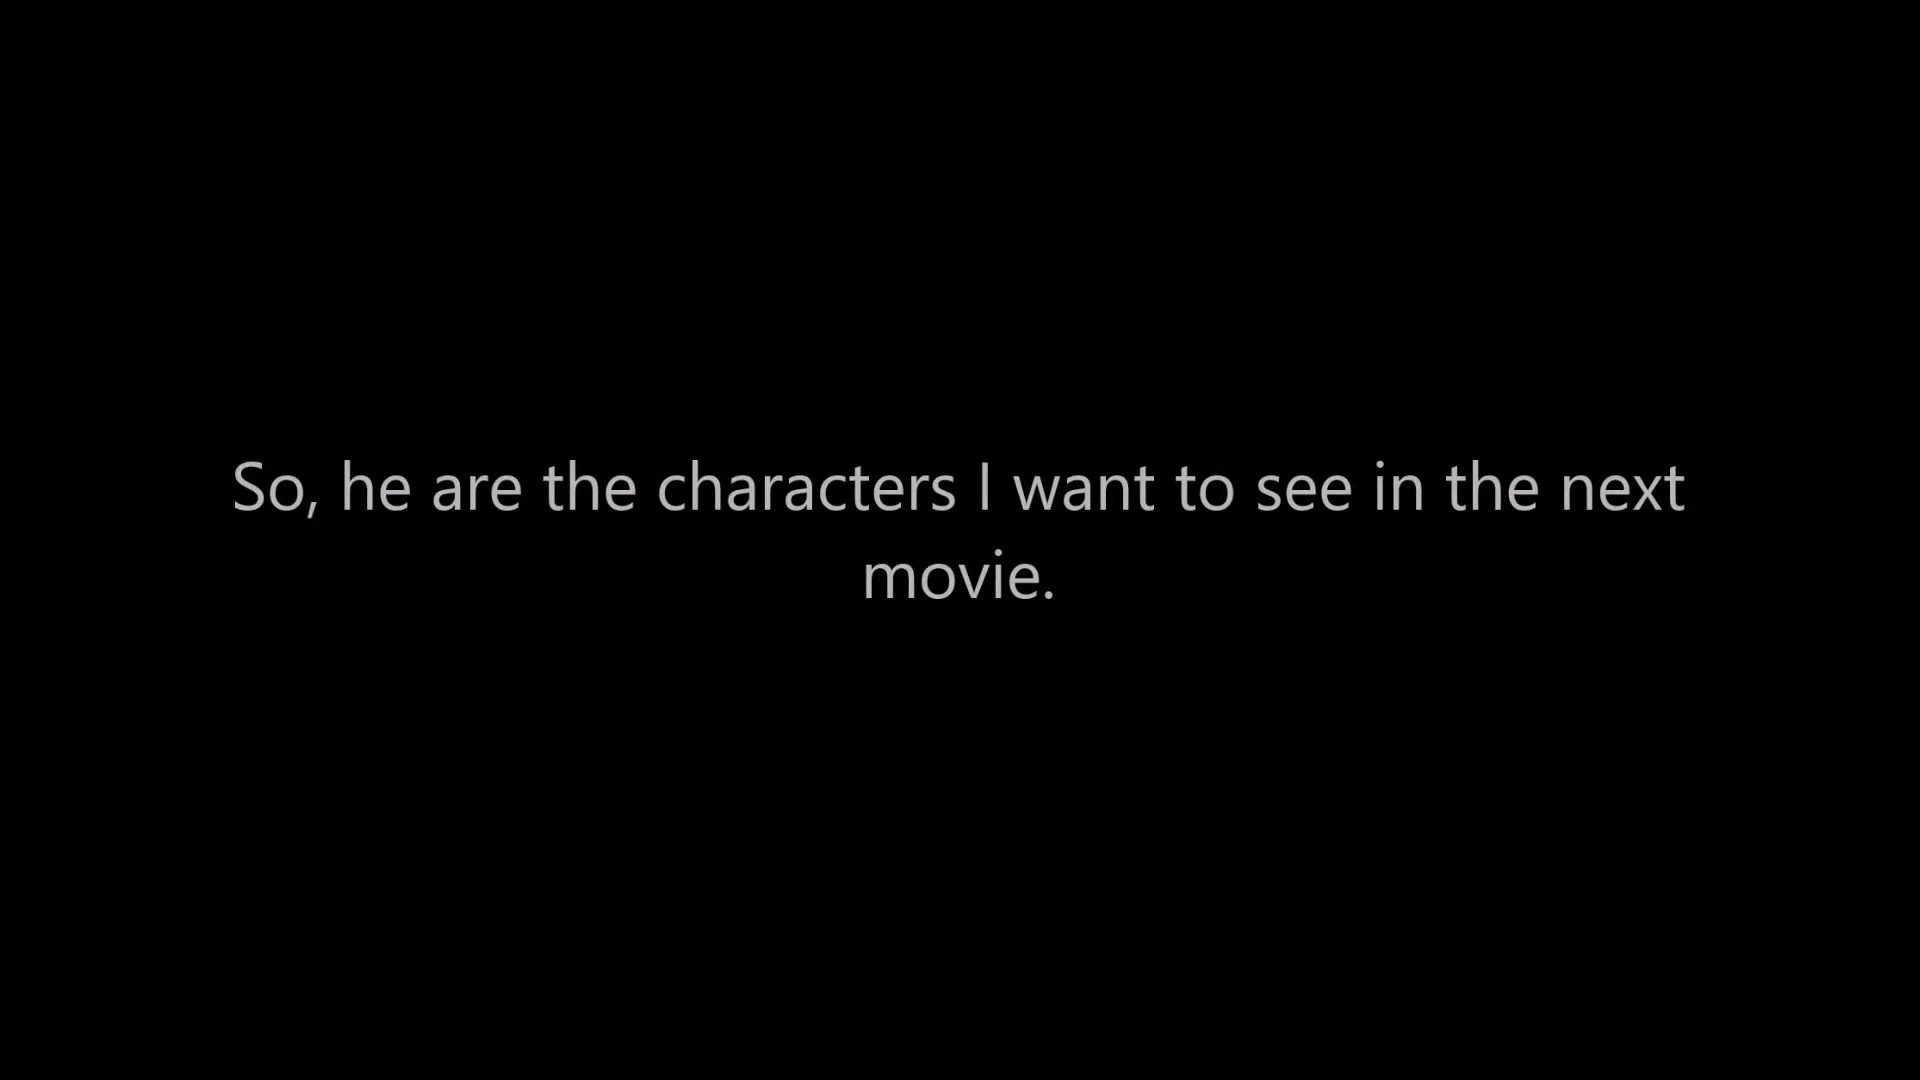 So, he are the characters I want to see in the next
movie.